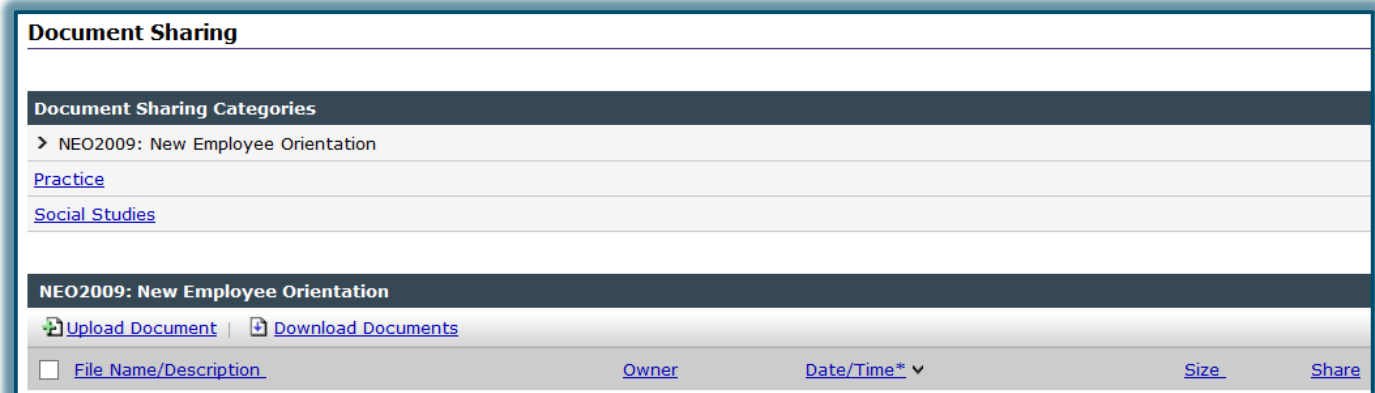 Document Sharing
Document Sharing Categories
> NEO2009: New Employee Orientation
Practice
Social Studies
NEO2009: New Employee Orientation
Upload Document | Download Documents
File Name/Description Owner Date/Time* Size Share